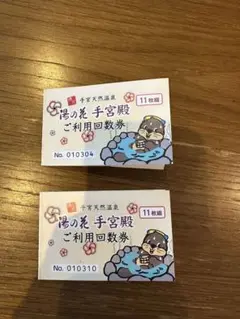 手宮天然温泉
湯の花 手宮殿
11枚組
ご利用回数券
No. 010304
手宮天然温泉
湯の花 手宮殿
11枚組
ご利用回数券
No. 010310